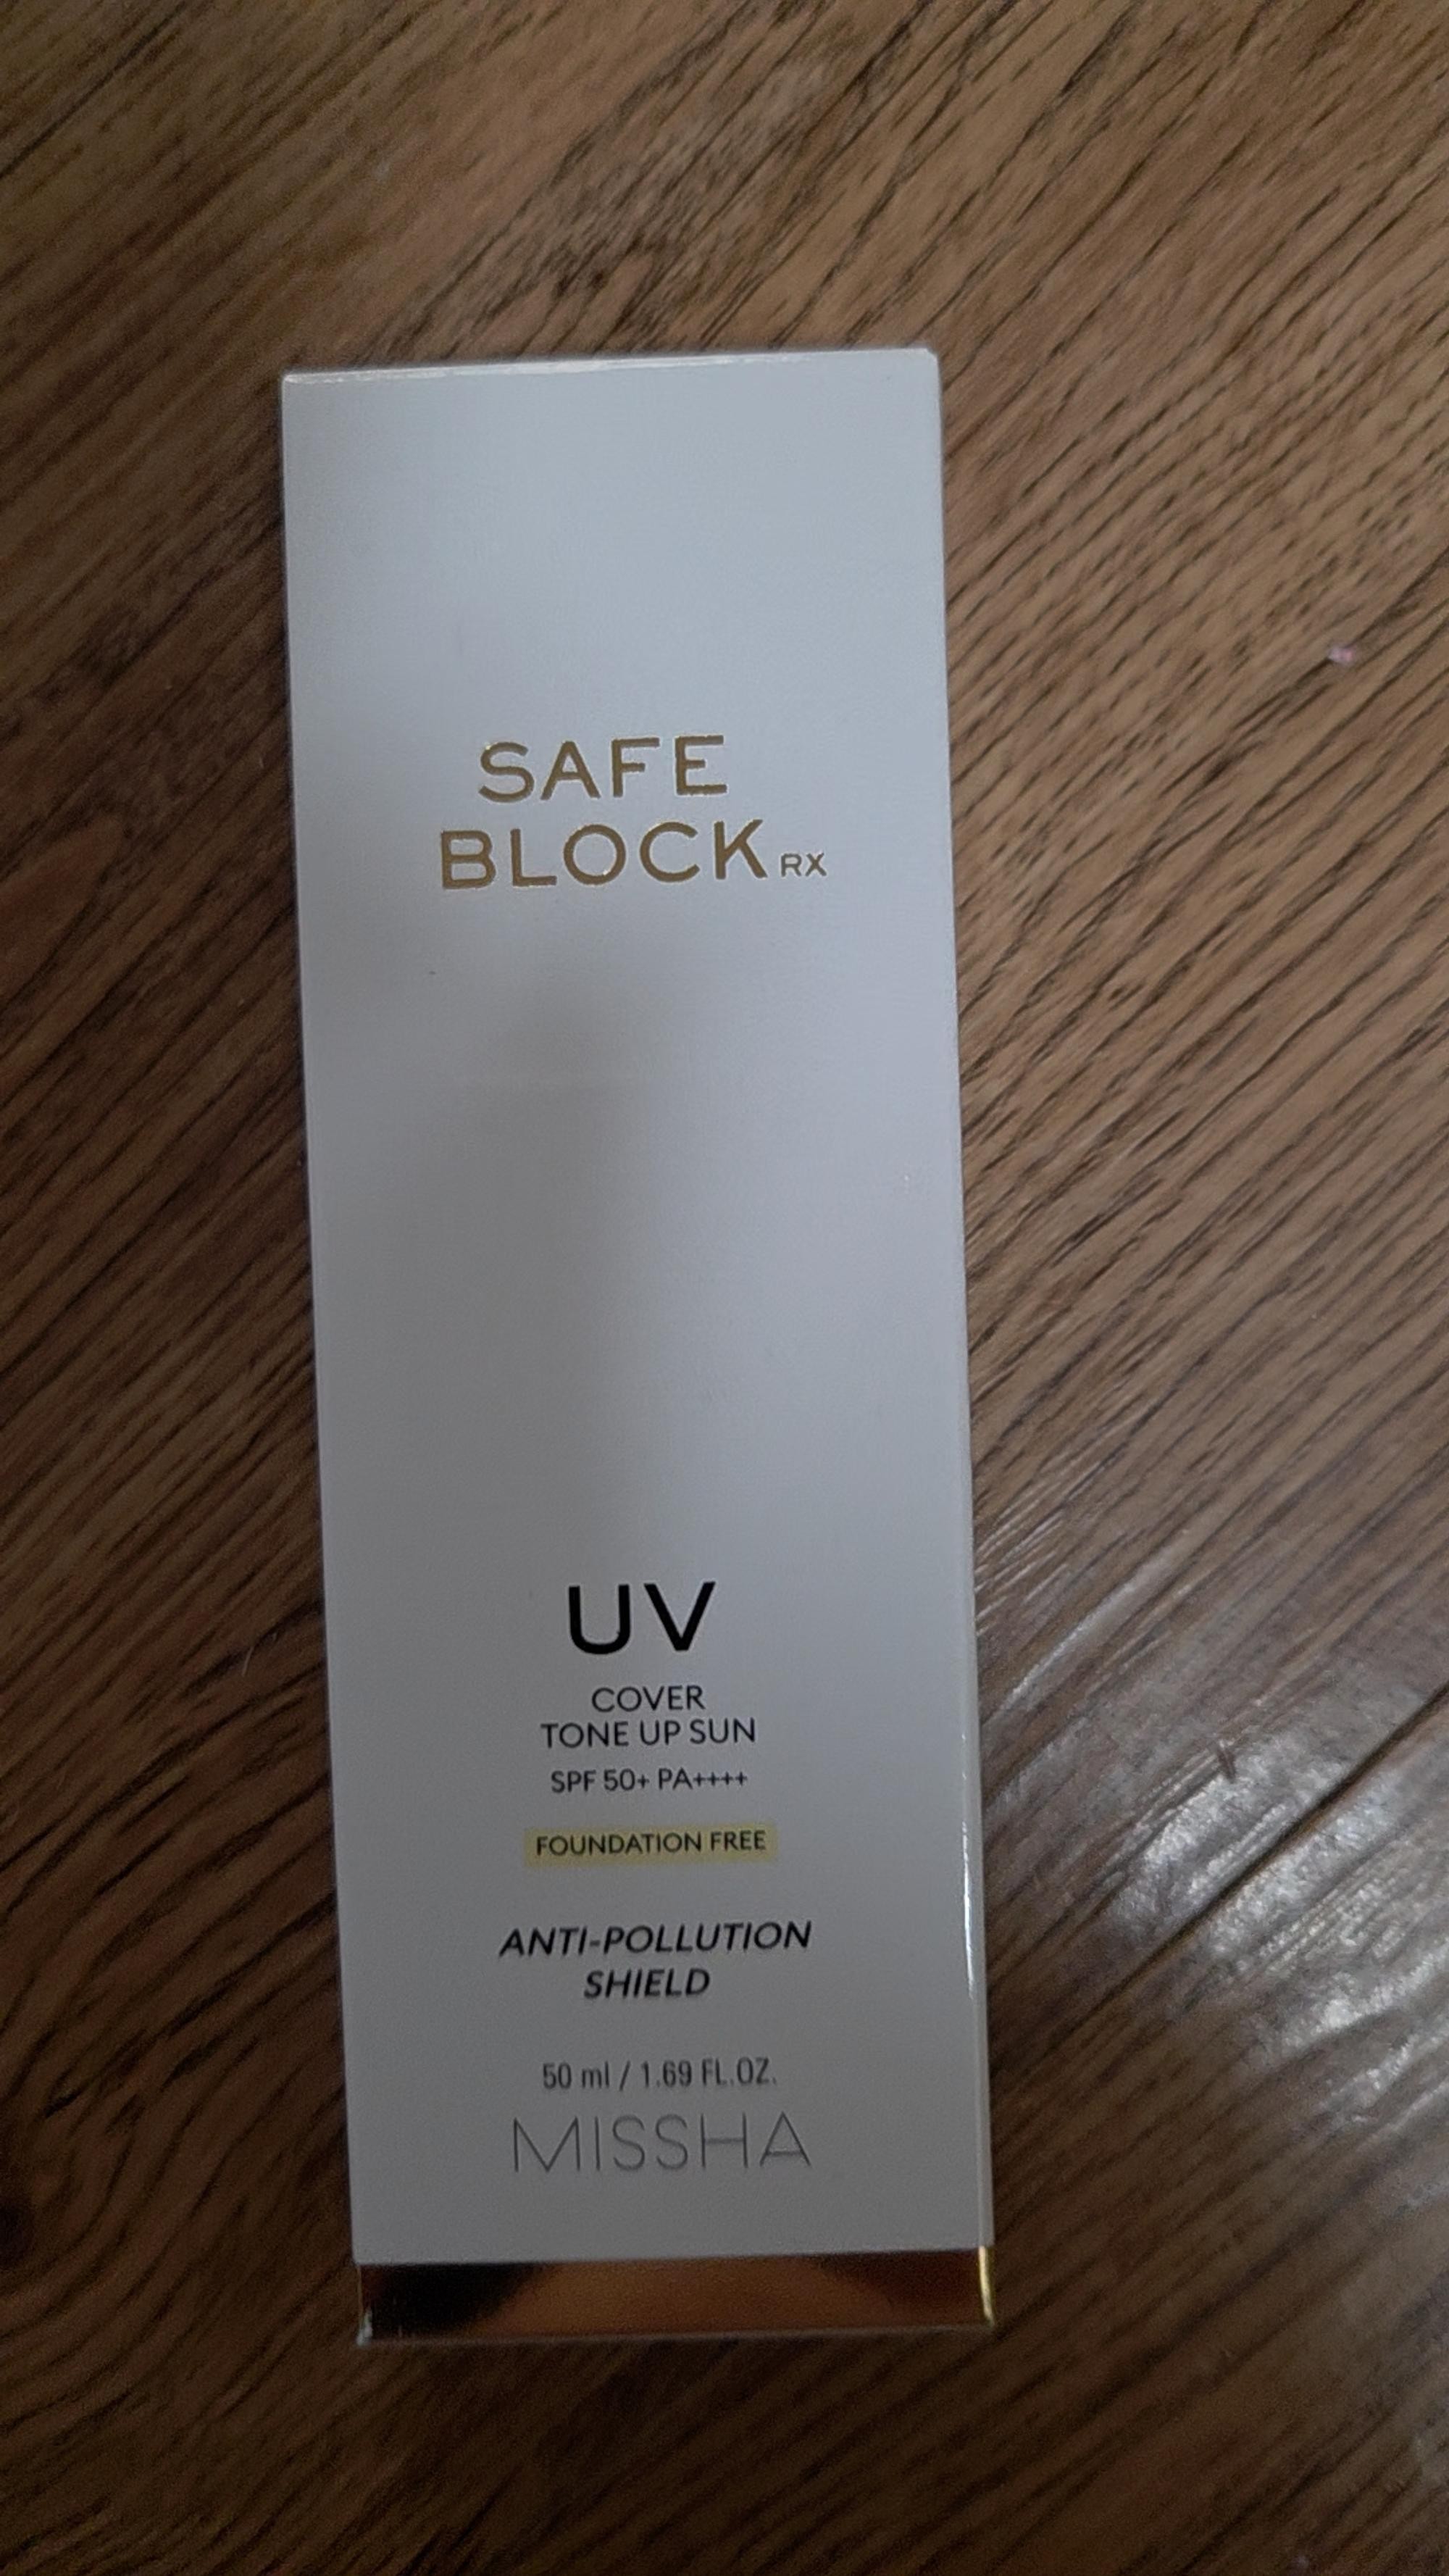 SAFE
BLOCK RX
UV
COVER
TONE UP SUN
SPF 50+ PA++++
FOUNDATION FREE
ANTI-POLLUTION
SHIELD
50 ml / 1.69 FL.OZ.
MISSHA